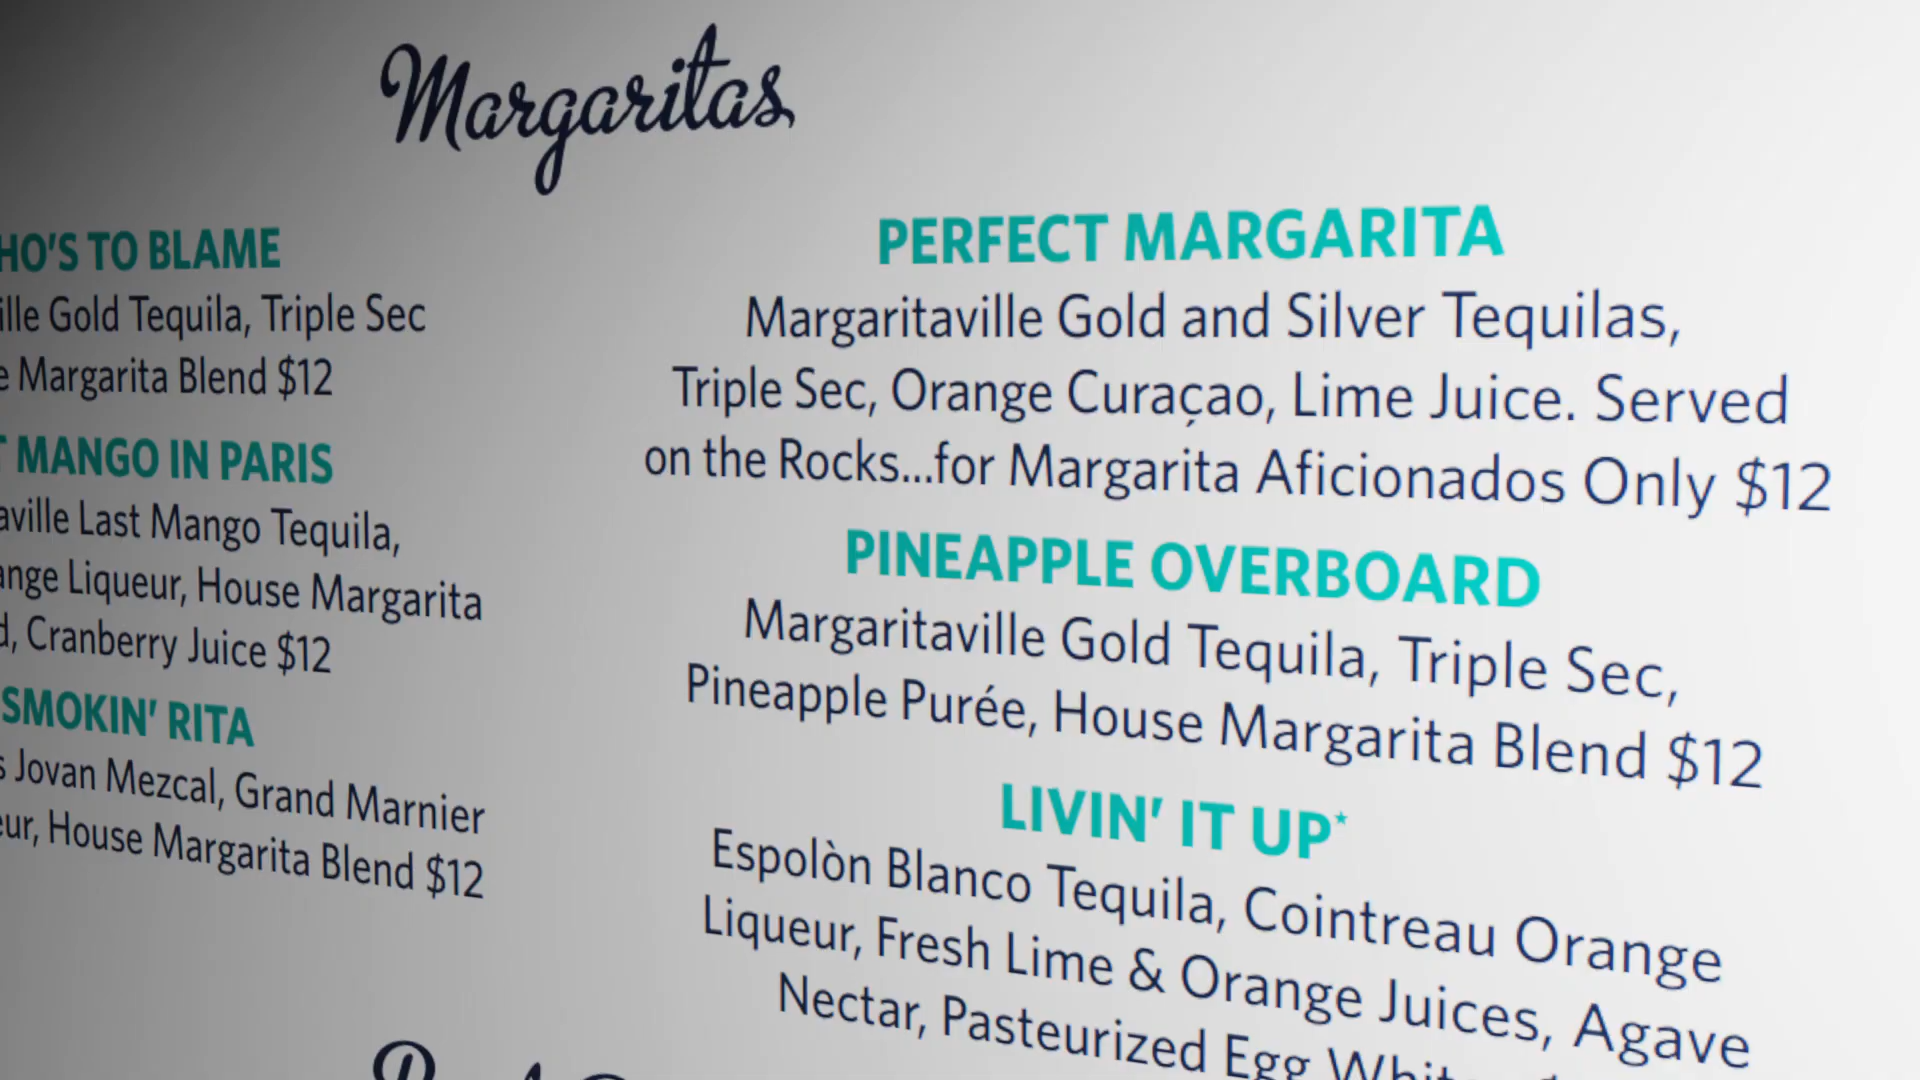 Margaritas
HO'S TO BLAME
ille Gold Tequila, Triple Sec
e Margarita Blend $12
T MANGO IN PARIS
aville Last Mango Tequila,
ange Liqueur, House Margarita
d, Cranberry Juice $12
SMOKIN' RITA
s Jovan Mezcal, Grand Marnier
eur, House Margarita Blend $12
PERFECT MARGARITA
Margaritaville Gold and Silver Tequilas,
Triple Sec, Orange Curaçao, Lime Juice. Served
on the Rocks...for Margarita Aficionados Only $12
PINEAPPLE OVERBOARD
Margaritaville Gold Tequila, Triple Sec,
Pineapple Purée, House Margarita Blend $12
LIVIN' IT UP*
Espolòn Blanco Tequila, Cointreau Orange
Liqueur, Fresh Lime & Orange Juices, Agave
Nectar, Pasteurized Egg